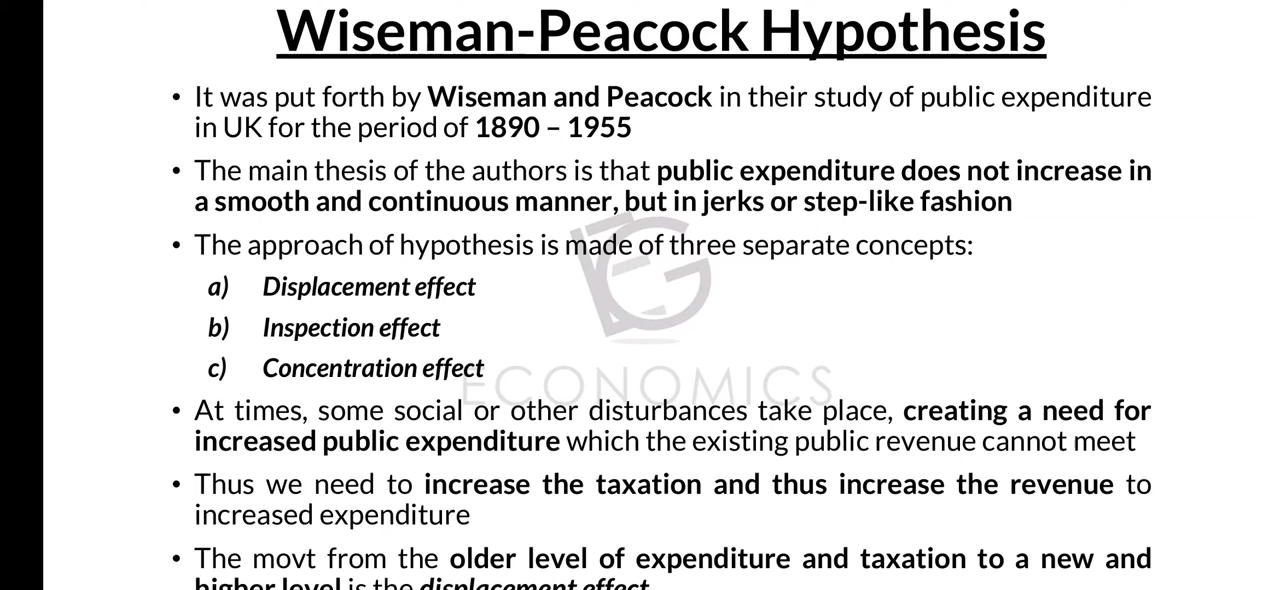 Wiseman-Peacock Hypothesis
• It was put forth by Wiseman and Peacock in their study of public expenditure
in UK for the period of 1890 – 1955
• The main thesis of the authors is that public expenditure does not increase in
a smooth and continuous manner, but in jerks or step-like fashion
• The approach of hypothesis is made of three separate concepts:
a) Displacement effect
b) Inspection effect
c) Concentration effect
ECONOMICS
• At times, some social or other disturbances take place, creating a need for
increased public expenditure which the existing public revenue cannot meet
• Thus we need to increase the taxation and thus increase the revenue to
increased expenditure
• The movt from the older level of expenditure and taxation to a new and
higher level is the displacement effect